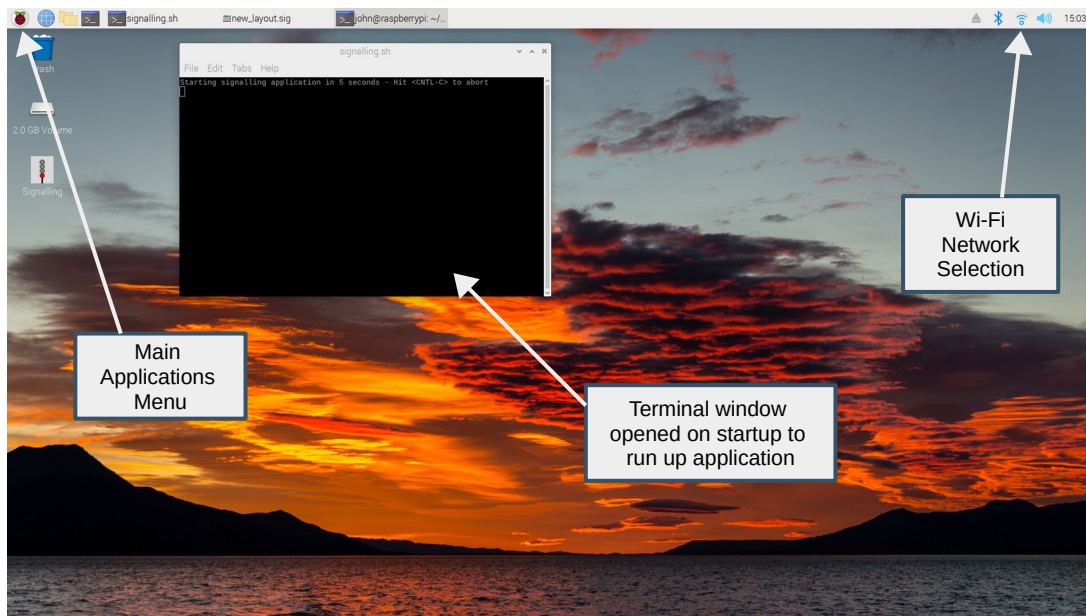 signalling.sh
new_layout.sig
john@raspberrypi: ~/...
15:03
signalling.sh
File Edit Tabs Help
Starting signalling application in 5 seconds - Hit <CNTL-C> to abort
2.0 GB Volume
Signalling
Wi-Fi
Network
Selection
Main
Applications
Menu
Terminal window
opened on startup to
run up application